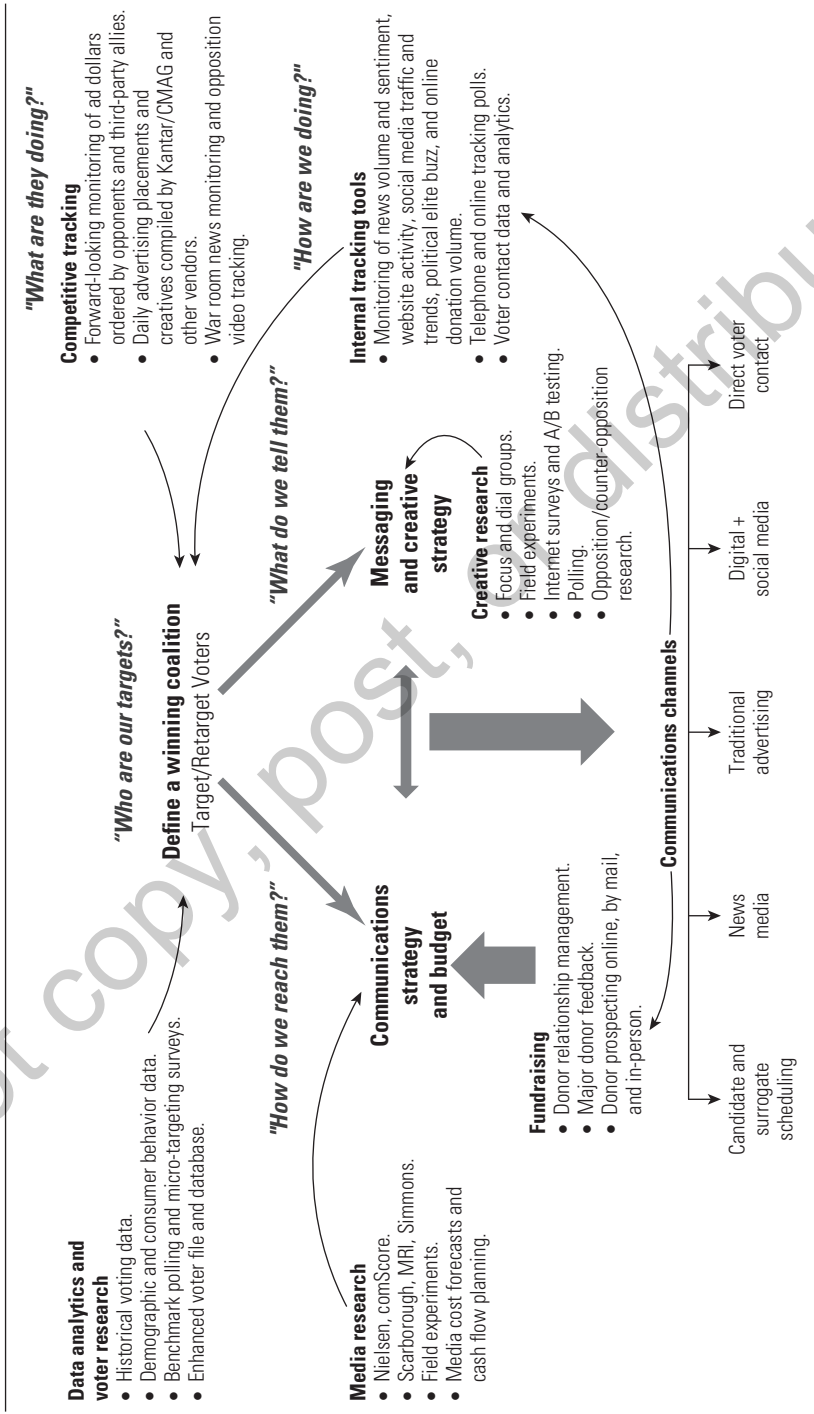 "What are they doing?"
Competitive tracking
• Forward-looking monitoring of ad dollars
ordered by opponents and third-party allies.
• Daily advertising placements and
creatives compiled by Kantar/CMAG and
other vendors.
• War room news monitoring and opposition
video tracking.
"Who are our targets?"
Define a winning coalition
Target/Retarget Voters
Data analytics and
voter research
• Historical voting data.
• Demographic and consumer behavior data.
• Benchmark polling and micro-targeting surveys.
• Enhanced voter file and database.
"How are we doing?"
Internal tracking tools
• Monitoring of news volume and sentiment,
website activity, social media traffic and
trends, political elite buzz, and online
donation volume.
• Telephone and online tracking polls.
• Voter contact data and analytics.
"What do we tell them?"
Messaging
and creative
strategy
Creative research
• Focus and dial groups.
• Field experiments.
• Internet surveys and A/B testing.
• Polling.
• Opposition/counter-opposition
research.
"How do we reach them?"
Communications
strategy
and budget
Media research
• Nielsen, comScore.
• Scarborough, MRI, Simmons.
• Field experiments.
• Media cost forecasts and
cash flow planning.
Fundraising
• Donor relationship management.
• Major donor feedback.
• Donor prospecting online, by mail,
and in-person.
Communications channels
Candidate and
surrogate
scheduling
News
media
Traditional
advertising
Digital +
social media
Direct voter
contact
copy, post, or